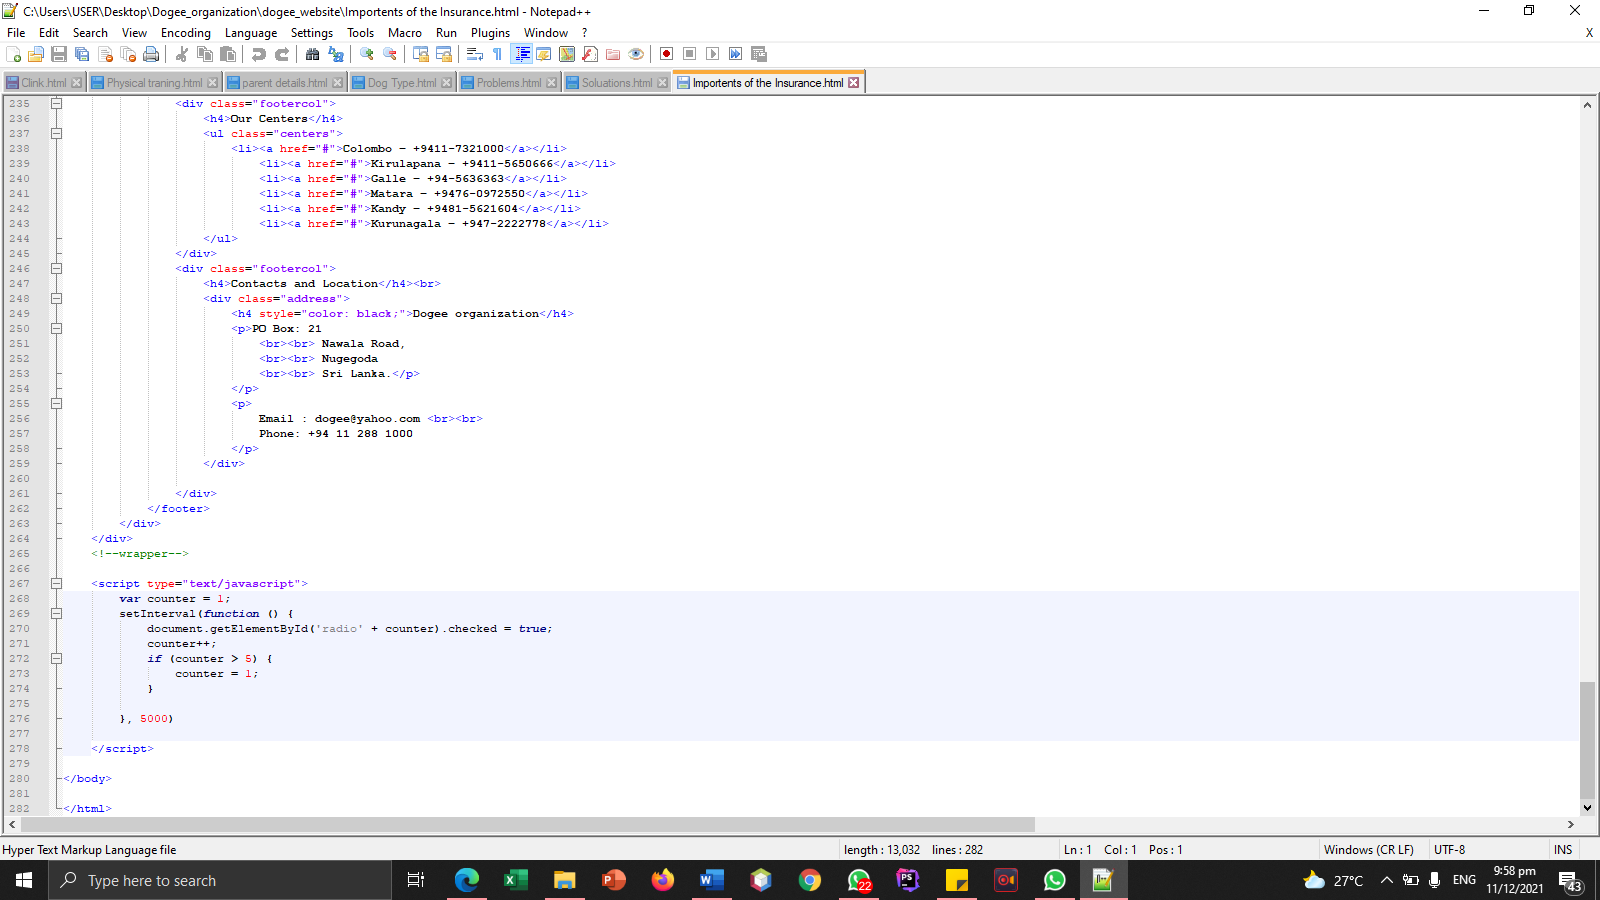 C:\Users\USER\Desktop\Dogee_organization\dogee_website\Importents of the Insurance.html - Notepad++
File Edit Search View Encoding Language Settings Tools Macro Run Plugins Window ? X
Clink.html Physical traning.html parent details.html Dog Type.html Problems.html Soluations.html Importents of the Insurance.html
235 <div class="footercol">
236 <h4>Our Centers</h4>
237 <ul class="centers">
238 <li><a href="#">Colombo – +9411-7321000</a></li>
239 <li><a href="#">Kirulapana – +9411-5650666</a></li>
240 <li><a href="#">Galle – +94-5636363</a></li>
241 <li><a href="#">Matara – +9476-0972550</a></li>
242 <li><a href="#">Kandy – +9481-5621604</a></li>
243 <li><a href="#">Kurunagala – +947-2222778</a></li>
244 </ul>
245 </div>
246 <div class="footercol">
247 <h4>Contacts and Location</h4><br>
248 <div class="address">
249 <h4 style="color: black;">Dogee organization</h4>
250 <p>PO Box: 21
251 <br><br> Nawala Road,
252 <br><br> Nugegoda
253 <br><br> Sri Lanka.</p>
254 </p>
255 <p>
256 Email : dogee@yahoo.com <br><br>
257 Phone: +94 11 288 1000
258 </p>
259 </div>
260
261 </div>
262 </footer>
263 </div>
264 </div>
265 <!--wrapper-->
266
267 <script type="text/javascript">
268 var counter = 1;
269 setInterval(function () {
270 document.getElementById('radio' + counter).checked = true;
271 counter++;
272 if (counter > 5) {
273 counter = 1;
274 }
275
276 }, 5000)
277
278 </script>
279
280 </body>
281
282 </html>
Hyper Text Markup Language file length : 13,032 lines : 282 Ln : 1 Col : 1 Pos : 1 Windows (CR LF) UTF-8 INS
Type here to search 22 27°C ENG 9:58 pm
11/12/2021 43